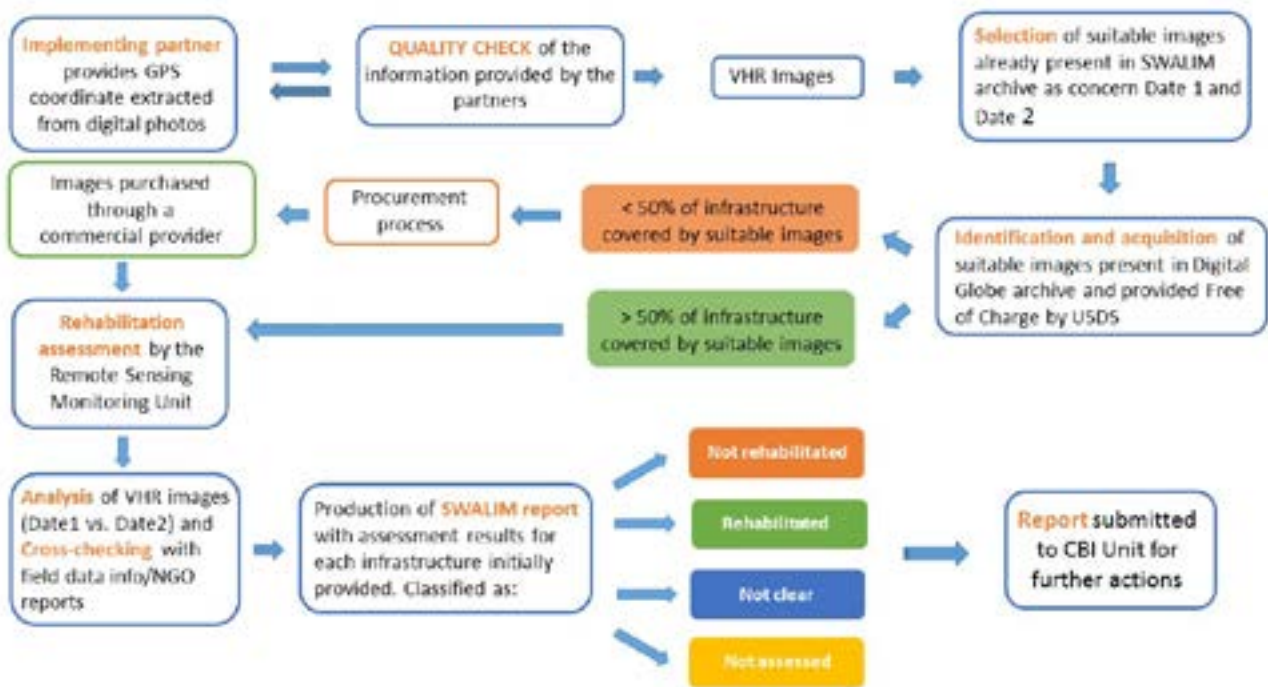 Implementing partner
provides GPS
coordinate extracted
from digital photos
QUALITY CHECK of the
information provided by the
partners
VHR Images
Selection of suitable images
already present in SWALIM
archive as concern Date 1 and
Date 2
Images purchased
through a
commercial provider
Procurement
process
< 50% of infrastructure
covered by suitable images
Identification and acquisition of
suitable images present in Digital
Globe archive and provided Free
of Charge by USDS
> 50% of infrastructure
covered by suitable images
Rehabilitation
assessment by the
Remote Sensing
Monitoring Unit
Analysis of VHR images
(Date1 vs. Date2) and
Cross-checking with
field data info/NGO
reports
Production of SWALIM report
with assessment results for
each infrastructure initially
provided. Classified as:
Not rehabilitated
Rehabilitated
Not clear
Not assessed
Report submitted
to CBI Unit for
further actions